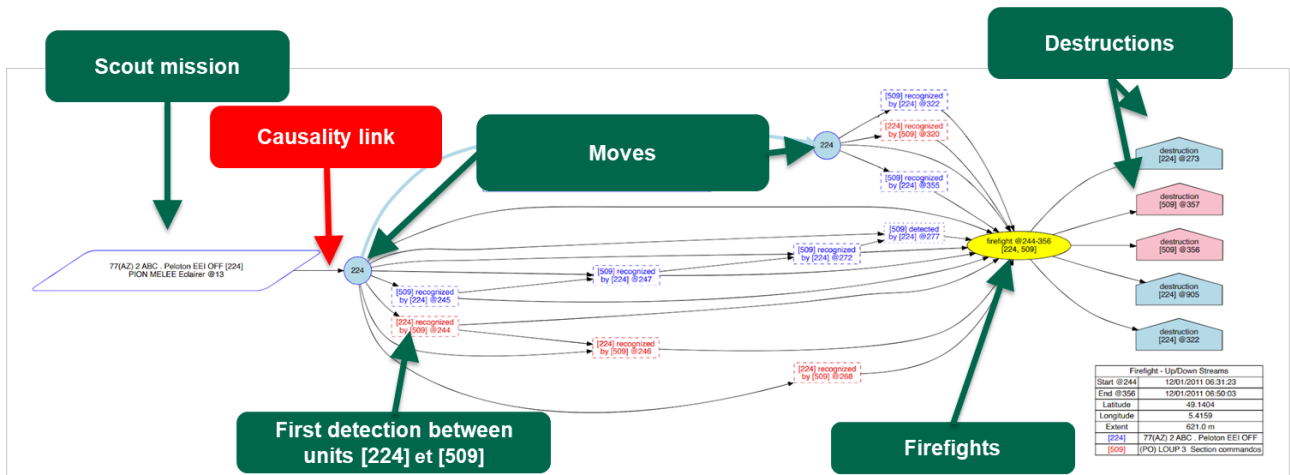 Scout mission
Causality link
Moves
Destructions
224
[509] recognized
by [224] @322
[224] recognized
by [509] @320
[509] recognized
by [224] @355
destruction
[224] @273
destruction
[509] @357
destruction
[509] @356
destruction
[224] @905
destruction
[224] @322
77(AZ) 2 ABC . Peloton EEI OFF [224]
PION MELEE Eclairer @13
224
[509] detected
by [224] @277
[509] recognized
by [224] @272
[509] recognized
by [224] @247
[509] recognized
by [224] @245
[224] recognized
by [509] @244
[224] recognized
by [509] @246
[224] recognized
by [509] @268
firefight @244-356
[224, 509]
First detection between
units [224] et [509]
Firefights
Firefight - Up/Down Streams
Start @244 12/01/2011 06:31:23
End @356 12/01/2011 06:50:03
Latitude 49.1404
Longitude 5.4159
Extent 621.0 m
[224] 77(AZ) 2 ABC . Peloton EEI OFF
[509] (PO) LOUP 3 Section commandos